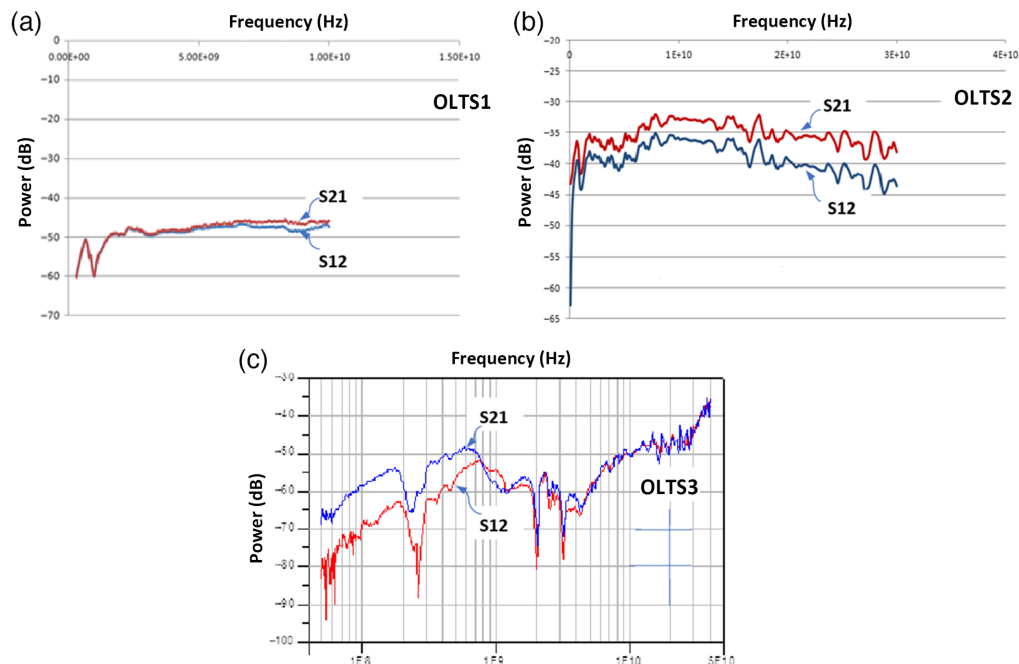 (a)
Frequency (Hz)
0.00E+00 5.00E+09 1.00E+10 1.50E+10
0
-10
-20
-30
-40
-50
-60
-70
Power (dB)
OLTS1
S21
S12
(b)
Frequency (Hz)
0 1E+10 2E+10 3E+10 4E+10
-20
-25
-30
-35
-40
-45
-50
-55
-60
-65
Power (dB)
OLTS2
S21
S12
(c)
Frequency (Hz)
-30
-40
-50
-60
-70
-80
-90
-100
Power (dB)
S21
S12
OLTS3
1E8 1E9 1E10 5E10